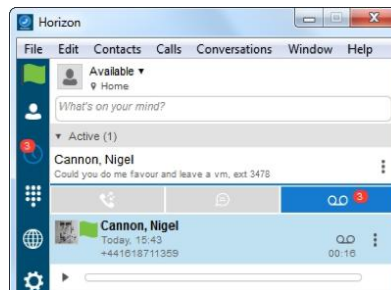 Horizon
File Edit Contacts Calls Conversations Window Help
Available
Home
What's on your mind?
Active (1)
3
Cannon, Nigel
Could you do me favour and leave a vm, ext 3478
3
Cannon, Nigel
Today, 15:43
+441618711359
00:16